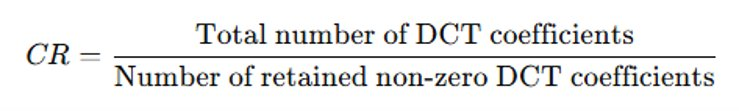 CR = Total number of DCT coefficients
Number of retained non-zero DCT coefficients